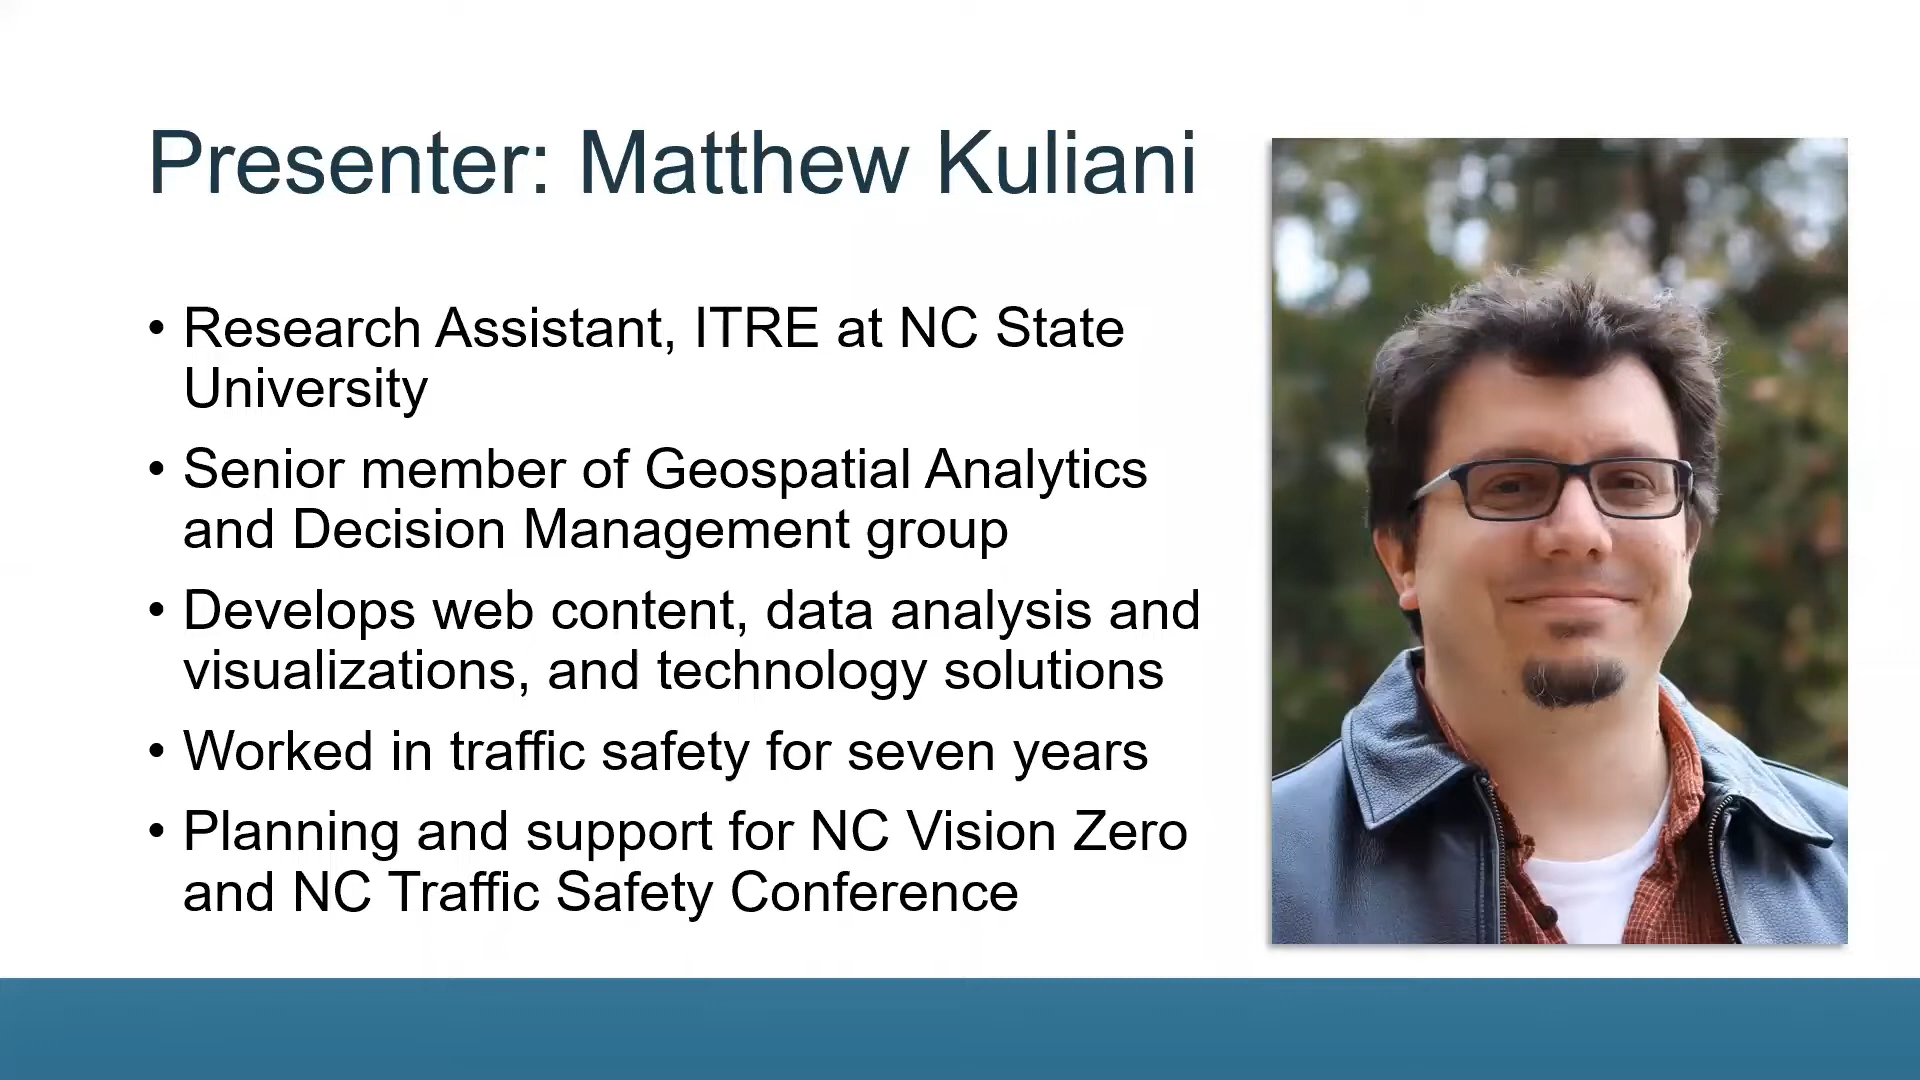 Presenter: Matthew Kuliani
• Research Assistant, ITRE at NC State
University
• Senior member of Geospatial Analytics
and Decision Management group
• Develops web content, data analysis and
visualizations, and technology solutions
• Worked in traffic safety for seven years
• Planning and support for NC Vision Zero
and NC Traffic Safety Conference